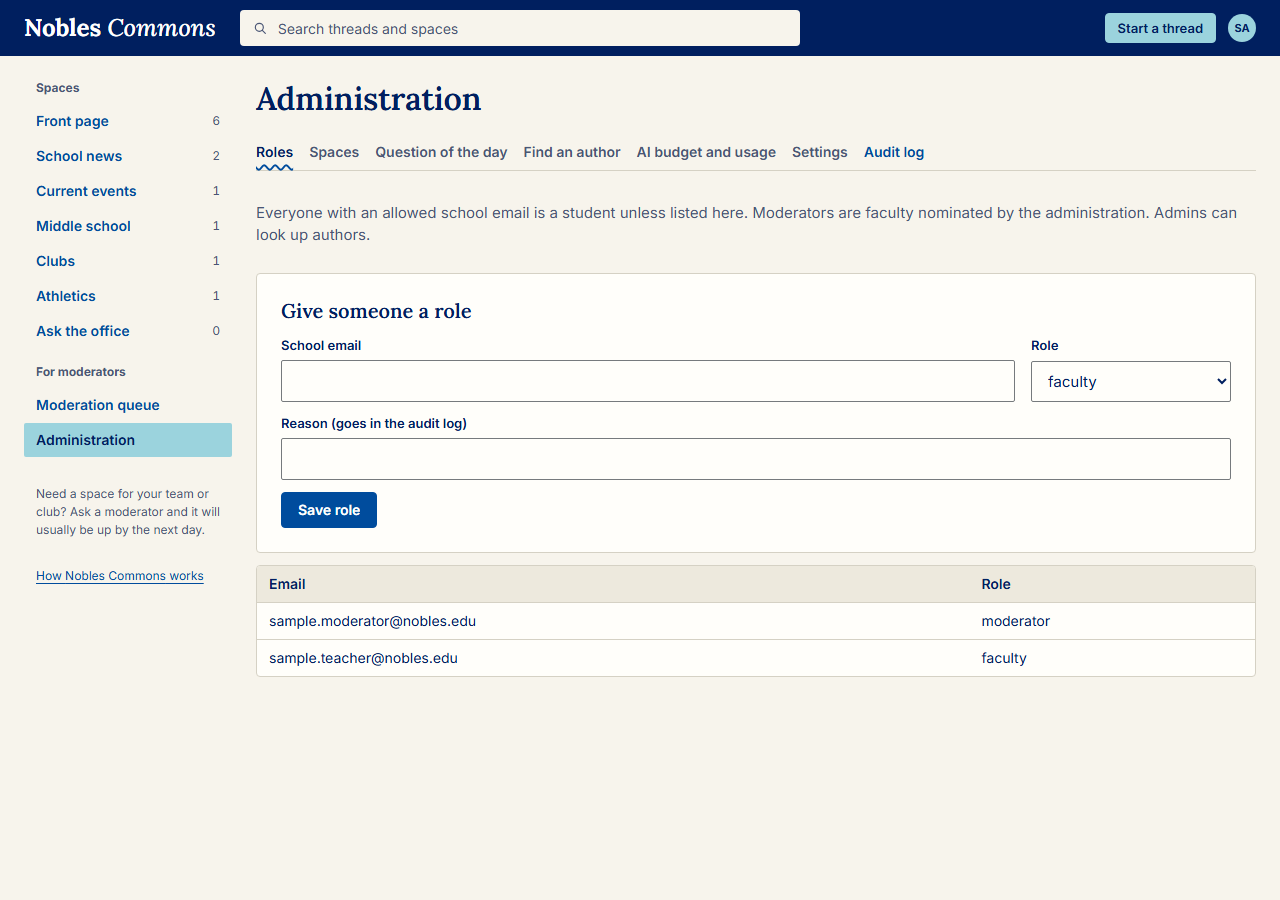 Nobles Commons
Search threads and spaces
Start a thread
SA
Spaces
Front page 6
School news 2
Current events 1
Middle school 1
Clubs 1
Athletics 1
Ask the office 0
For moderators
Moderation queue
Administration
Need a space for your team or
club? Ask a moderator and it will
usually be up by the next day.
How Nobles Commons works
Administration
Roles Spaces Question of the day Find an author AI budget and usage Settings Audit log
Everyone with an allowed school email is a student unless listed here. Moderators are faculty nominated by the administration. Admins can
look up authors.
Give someone a role
School email Role
faculty
Reason (goes in the audit log)
Save role
Email Role
sample.moderator@nobles.edu moderator
sample.teacher@nobles.edu faculty